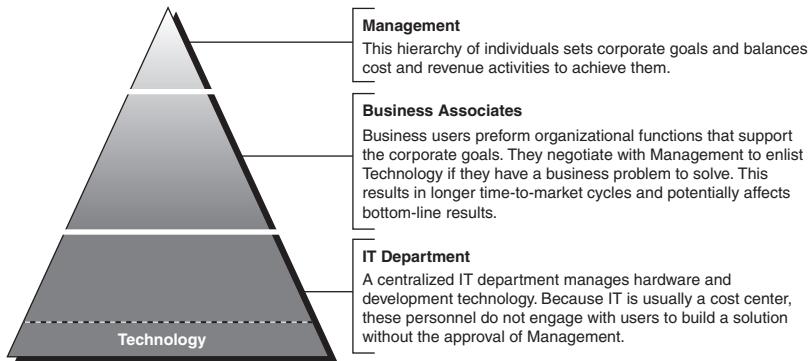 Management
This hierarchy of individuals sets corporate goals and balances
cost and revenue activities to achieve them.
Business Associates
Business users preform organizational functions that support
the corporate goals. They negotiate with Management to enlist
Technology if they have a business problem to solve. This
results in longer time-to-market cycles and potentially affects
bottom-line results.
IT Department
A centralized IT department manages hardware and
development technology. Because IT is usually a cost center,
these personnel do not engage with users to build a solution
without the approval of Management.
Technology